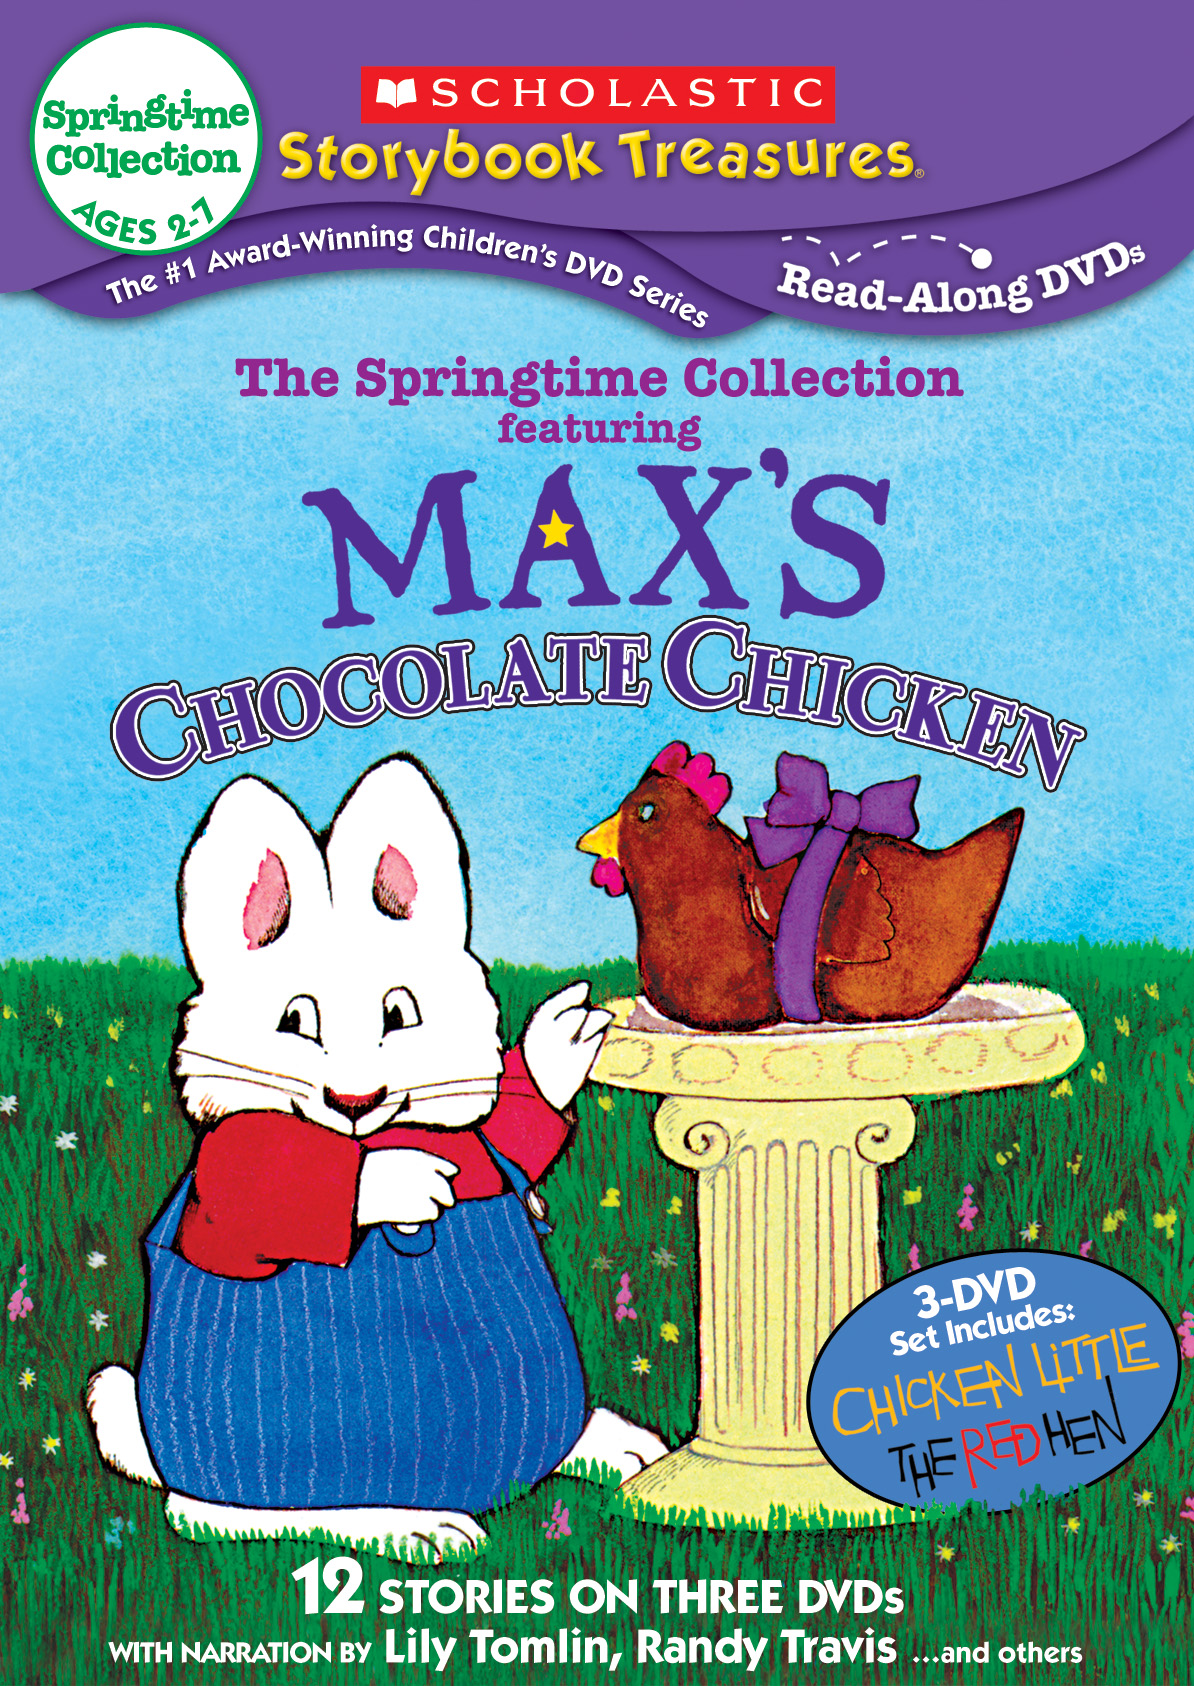 Springtime
Collection
AGES 2-7
SCHOLASTIC
Storybook Treasures®
The #1 Award-Winning Children's DVD Series
Read-Along DVDs
The Springtime Collection
featuring
MAX'S
CHOCOLATE CHICKEN
3-DVD
Set Includes:
CHICKEN LITTLE
THE RED HEN
12 STORIES ON THREE DVDs
WITH NARRATION BY Lily Tomlin, Randy Travis ...and others